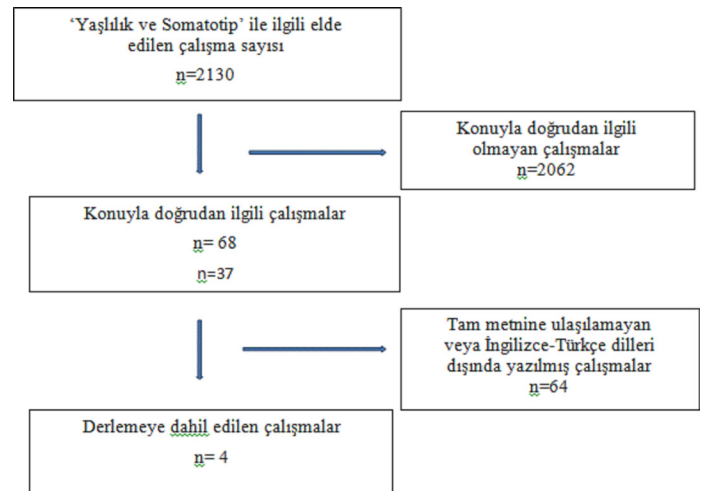 ‘Yaşlılık ve Somatotip’ ile ilgili elde
edilen çalışma sayısı
n=2130
Konuyla doğrudan ilgili
olmayan çalışmalar
n=2062
Konuyla doğrudan ilgili çalışmalar
n= 68
n=37
Tam metnine ulaşılamayan
veya İngilizce-Türkçe dilleri
dışında yazılmış çalışmalar
n=64
Derlemeye dahil edilen çalışmalar
n= 4